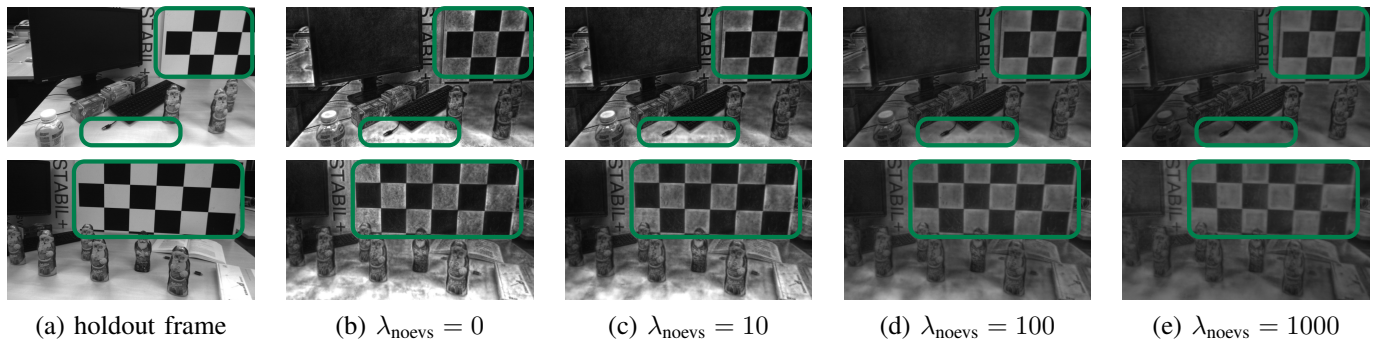 STABIL+
STABIL+
STABIL+
STABIL+
STABIL+
STABIL+
STABIL+
STABIL+
STABIL+
STABIL+
(a) holdout frame
(b) λnoevs = 0
(c) λnoevs = 10
(d) λnoevs = 100
(e) λnoevs = 1000